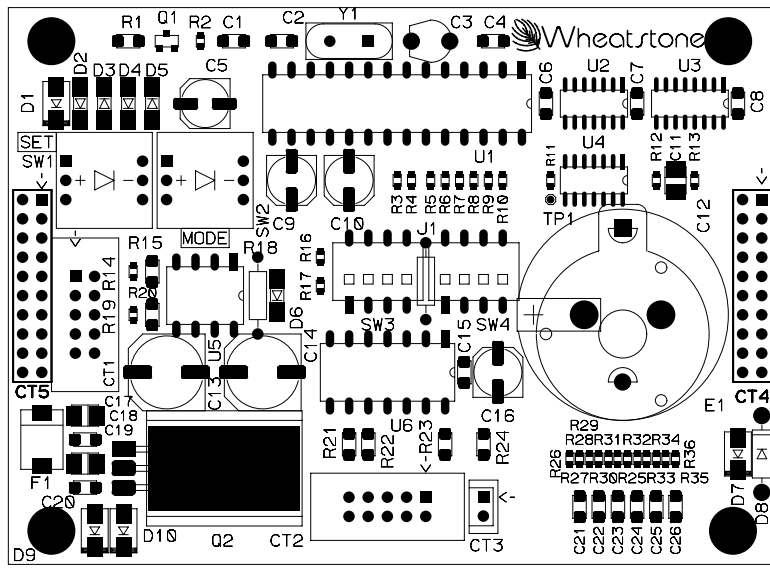 R1 Q1 R2 C1 C2 Y1 C3 C4 Wheatstone
D1 D2 D3 D4 D5 C5 C6 U2 C7 U3 C8
SET
SW1
+ - + -
SW2 C9 C10 U1
R3 R4 R5 R6 R7 R8 R9 R10
R11 U4 R12 C11 R13
TP1 C12
MODE
R15 R18 R16 J1
R14 R20 R19 R17
D6 C14 SW3 C15 SW4
CT1 U5 C13
CT5 CT4
C17 C18 C19
C16 E1
U6
R21 R22 R23 R24
R29
R28 R31 R32 R34
R26 R36
R27 R30 R25 R33 R35
F1 C20
D7 D8
D9 D10 Q2 CT2 CT3
C21 C22 C23 C24 C25 C26